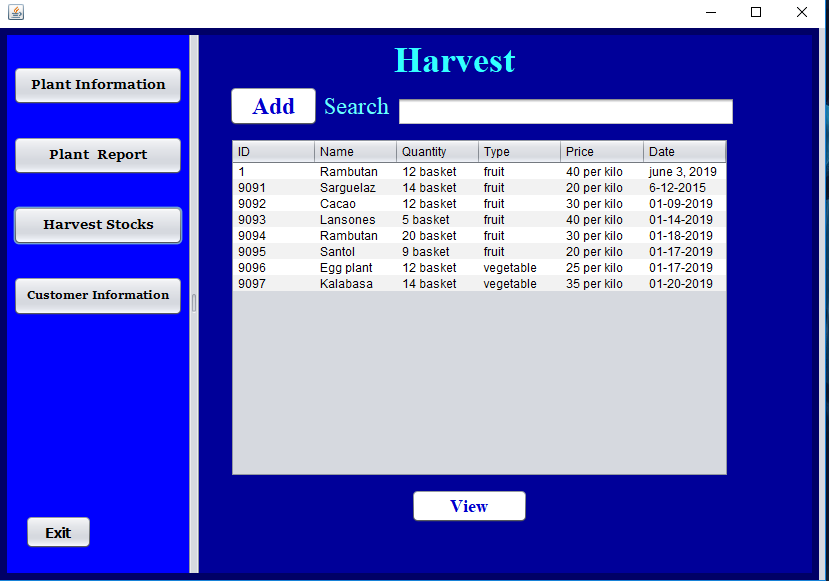 Plant Information
Plant  Report
Harvest Stocks
Customer Information
Exit
Harvest
Add Search
ID Name Quantity Type Price Date
1 Rambutan 12 basket fruit 40 per kilo june 3, 2019
9091 Sarguelaz 14 basket fruit 20 per kilo 6-12-2015
9092 Cacao 12 basket fruit 30 per kilo 01-09-2019
9093 Lansones 5 basket fruit 40 per kilo 01-14-2019
9094 Rambutan 20 basket fruit 30 per kilo 01-18-2019
9095 Santol 9 basket fruit 20 per kilo 01-17-2019
9096 Egg plant 12 basket vegetable 25 per kilo 01-17-2019
9097 Kalabasa 14 basket vegetable 35 per kilo 01-20-2019
View